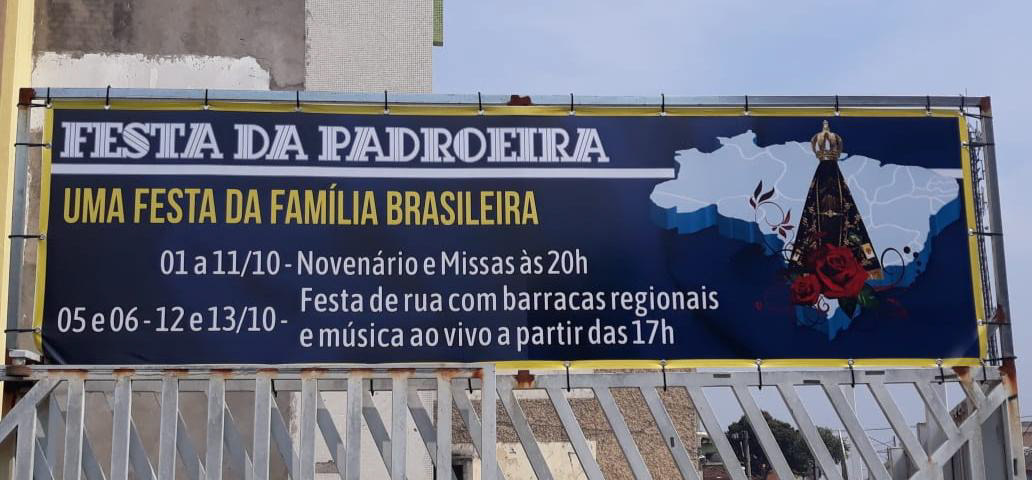 FESTA DA PADROEIRA
UMA FESTA DA FAMÍLIA BRASILEIRA
01 a 11/10 - Novenário e Missas às 20h
05 e 06 - 12 e 13/10 - Festa de rua com barracas regionais
e música ao vivo a partir das 17h